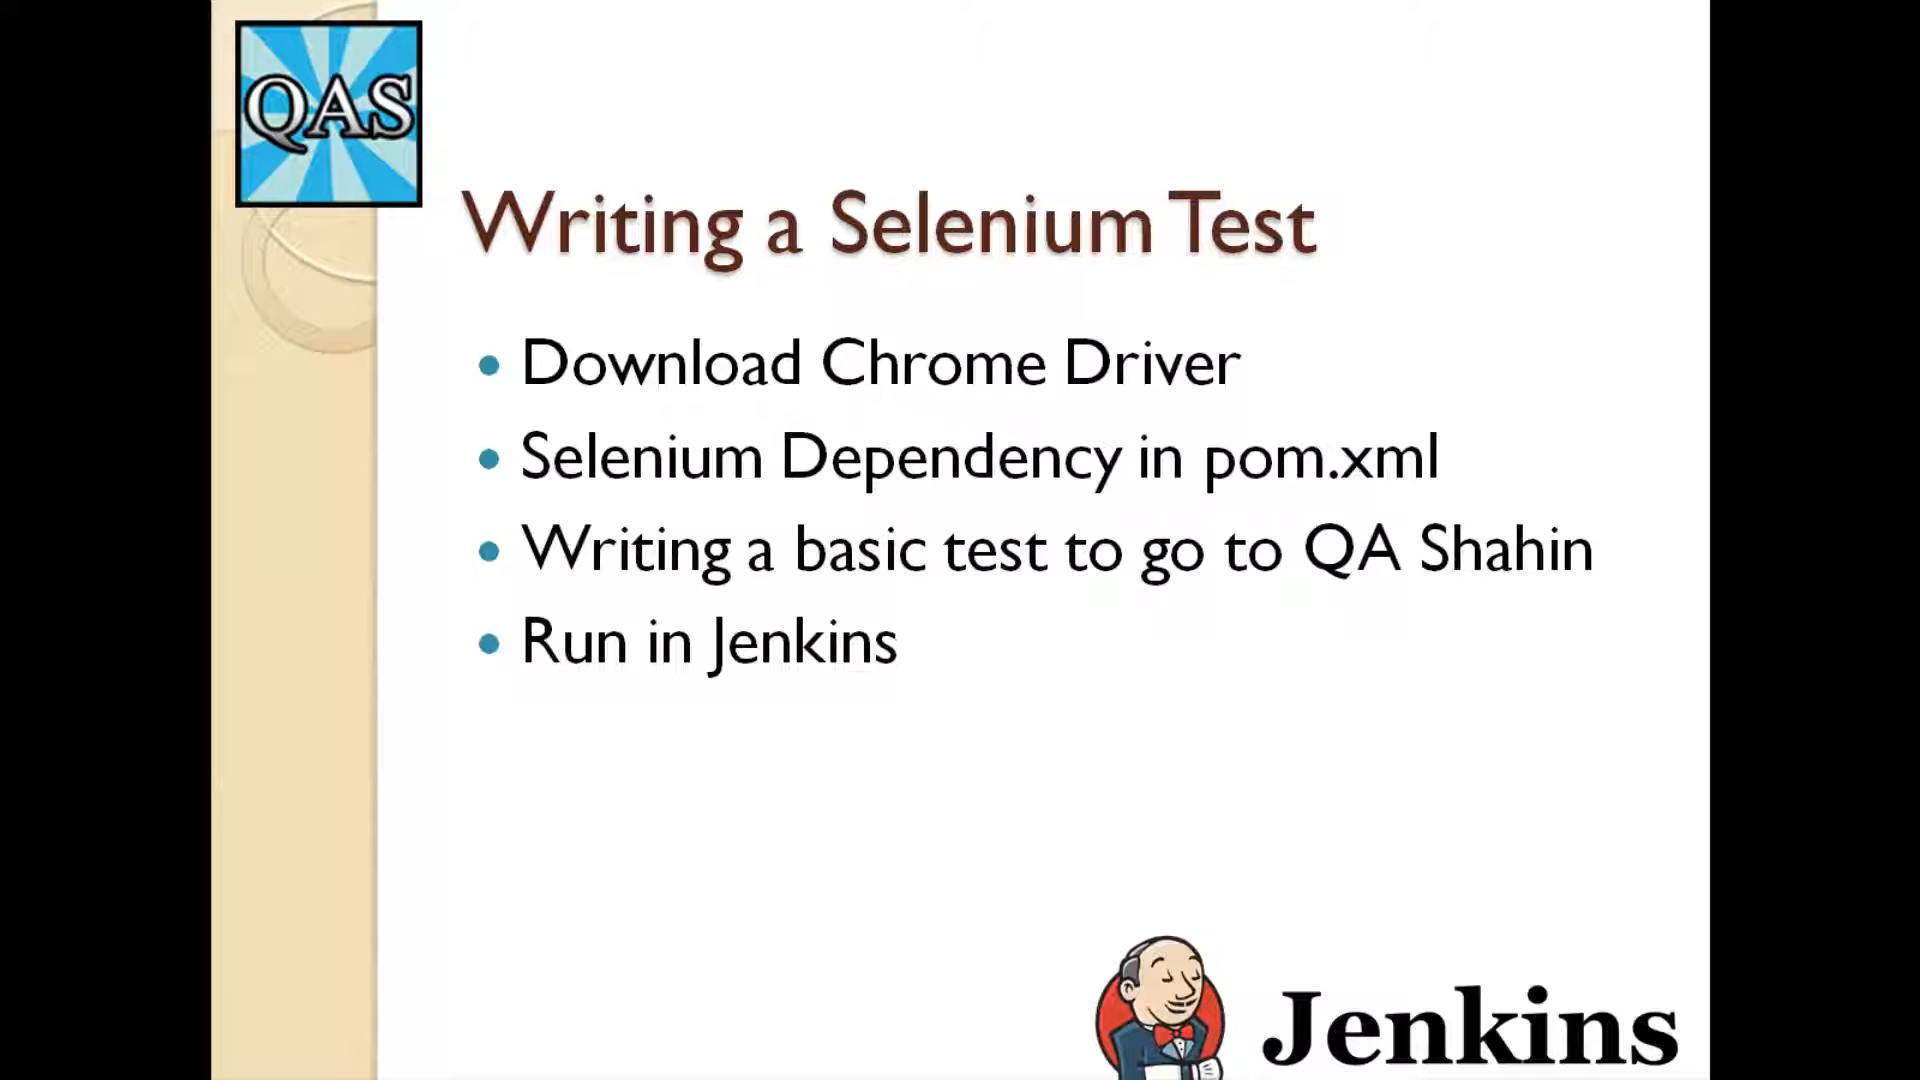 QAS
Writing a Selenium Test
Download Chrome Driver
Selenium Dependency in pom.xml
Writing a basic test to go to QA Shahin
Run in Jenkins
Jenkins